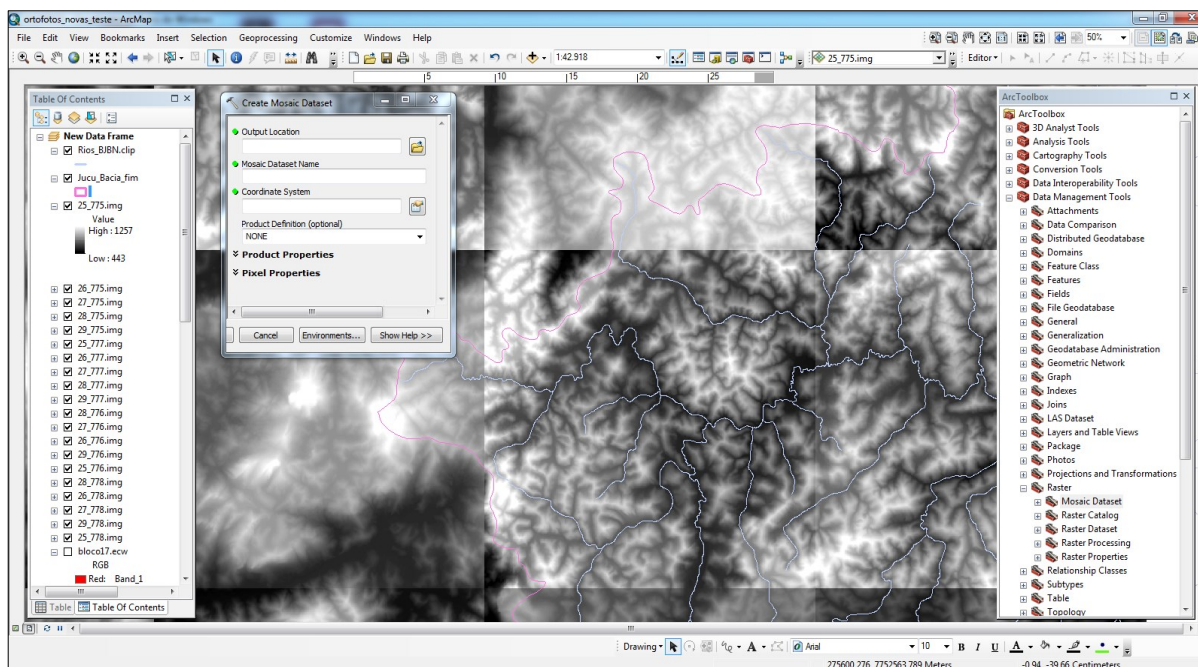 ortofotos_novas_teste - ArcMap
File Edit View Bookmarks Insert Selection Geoprocessing Customize Windows Help
50%
1:42.918
25_775.img
Editor
|5 |10 |15 |20 |25
Table Of Contents
New Data Frame
Rios_BJBN.clip
Jucu_Bacia_fim
25_775.img
Value
High : 1257
Low : 443
26_775.img
27_775.img
28_775.img
29_775.img
25_777.img
26_777.img
27_777.img
28_777.img
29_777.img
28_776.img
27_776.img
26_776.img
29_776.img
25_776.img
28_778.img
26_778.img
27_778.img
29_778.img
25_778.img
bloco17.ecw
RGB
Red: Band_1
Table Table Of Contents
Create Mosaic Dataset
Output Location
Mosaic Dataset Name
Coordinate System
Product Definition (optional)
NONE
Product Properties
Pixel Properties
Cancel Environments... Show Help >>
ArcToolbox
ArcToolbox
3D Analyst Tools
Analysis Tools
Cartography Tools
Conversion Tools
Data Interoperability Tools
Data Management Tools
Attachments
Data Comparison
Distributed Geodatabase
Domains
Feature Class
Features
Fields
File Geodatabase
General
Generalization
Geodatabase Administration
Geometric Network
Graph
Indexes
Joins
LAS Dataset
Layers and Table Views
Package
Photos
Projections and Transformations
Raster
Mosaic Dataset
Raster Catalog
Raster Dataset
Raster Processing
Raster Properties
Relationship Classes
Subtypes
Table
Topology
Drawing A Arial 10 B I U A
275600,276 7752563,789 Meters -0,94 -39,66 Centimeters